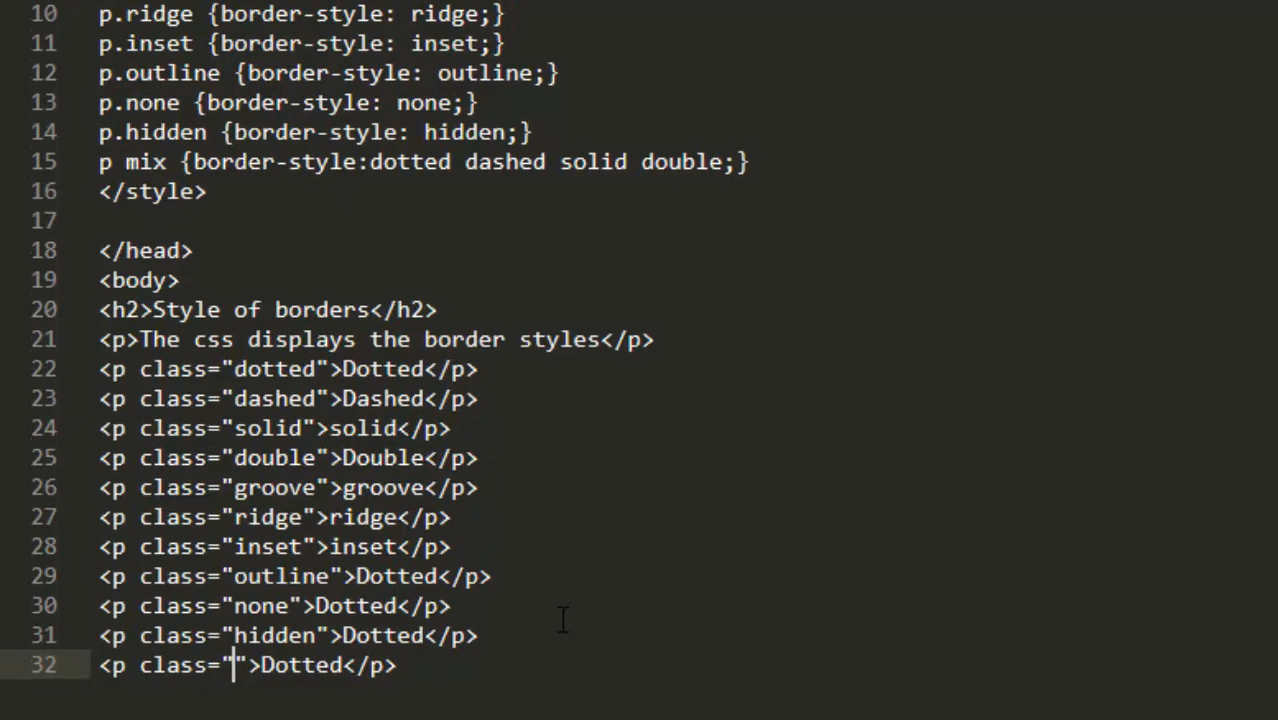 10 p.ridge {border-style: ridge;}
11 p.inset {border-style: inset;}
12 p.outline {border-style: outline;}
13 p.none {border-style: none;}
14 p.hidden {border-style: hidden;}
15 p mix {border-style:dotted dashed solid double;}
16 </style>
17
18 </head>
19 <body>
20 <h2>Style of borders</h2>
21 <p>The css displays the border styles</p>
22 <p class="dotted">Dotted</p>
23 <p class="dashed">Dashed</p>
24 <p class="solid">solid</p>
25 <p class="double">Double</p>
26 <p class="groove">groove</p>
27 <p class="ridge">ridge</p>
28 <p class="inset">inset</p>
29 <p class="outline">Dotted</p>
30 <p class="none">Dotted</p>
31 <p class="hidden">Dotted</p>
32 <p class="">Dotted</p>